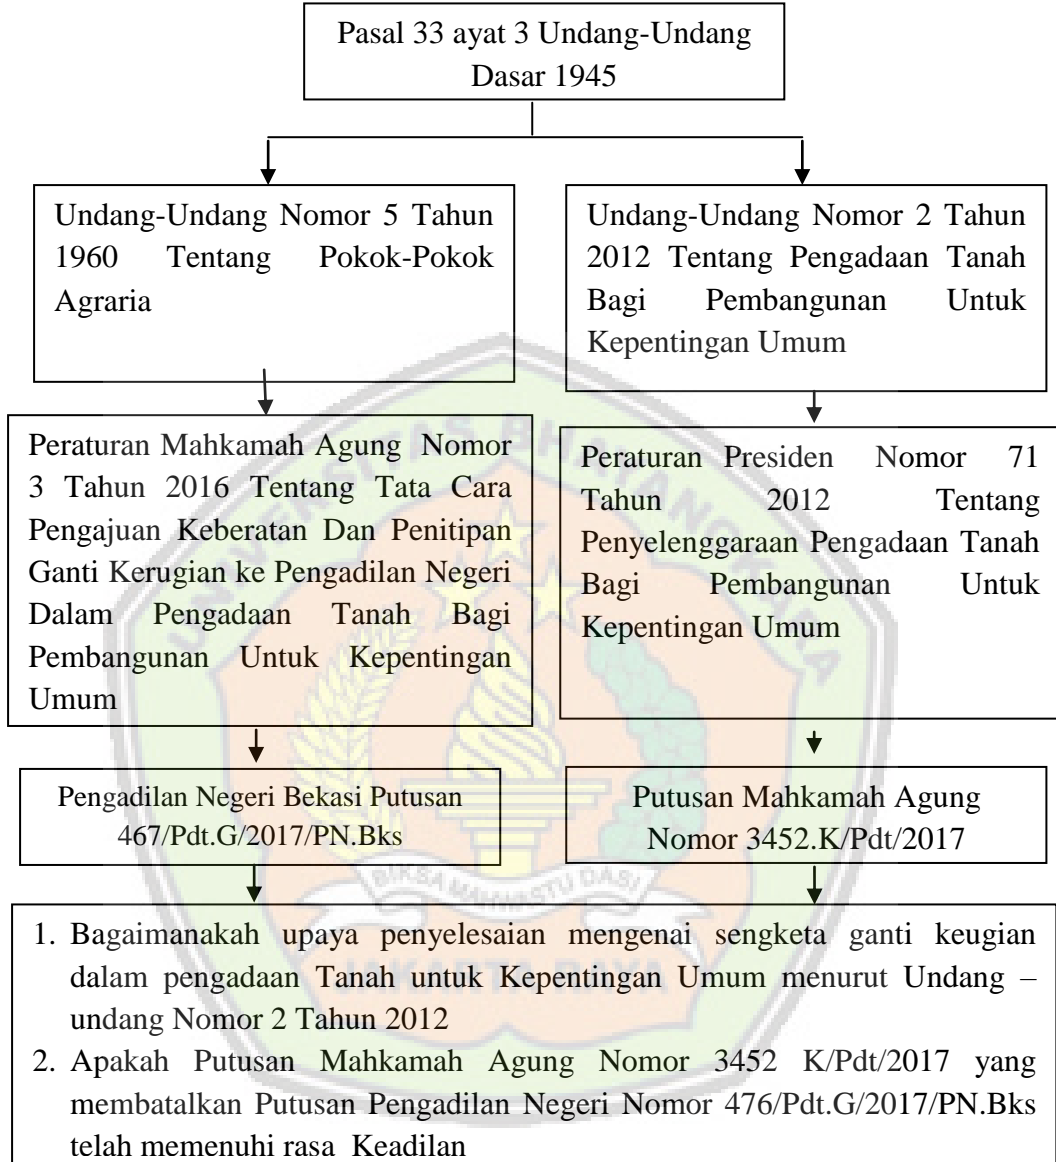 Pasal 33 ayat 3 Undang-Undang
Dasar 1945
Undang-Undang Nomor 5 Tahun
1960 Tentang Pokok-Pokok
Agraria
Undang-Undang Nomor 2 Tahun
2012 Tentang Pengadaan Tanah
Bagi Pembangunan Untuk
Kepentingan Umum
Peraturan Mahkamah Agung Nomor
3 Tahun 2016 Tentang Tata Cara
Pengajuan Keberatan Dan Penitipan
Ganti Kerugian ke Pengadilan Negeri
Dalam Pengadaan Tanah Bagi
Pembangunan Untuk Kepentingan
Umum
Peraturan Presiden Nomor 71
Tahun 2012 Tentang
Penyelenggaraan Pengadaan Tanah
Bagi Pembangunan Untuk
Kepentingan Umum
UNIVERSITAS BHAYANGKARA
Pengadilan Negeri Bekasi Putusan
467/Pdt.G/2017/PN.Bks
Putusan Mahkamah Agung
Nomor 3452.K/Pdt/2017
BIKSA MAHWASTU DASI
JAKARTA RAYA
1. Bagaimanakah upaya penyelesaian mengenai sengketa ganti keugian
dalam pengadaan Tanah untuk Kepentingan Umum menurut Undang –
undang Nomor 2 Tahun 2012
2. Apakah Putusan Mahkamah Agung Nomor 3452 K/Pdt/2017 yang
membatalkan Putusan Pengadilan Negeri Nomor 476/Pdt.G/2017/PN.Bks
telah memenuhi rasa Keadilan